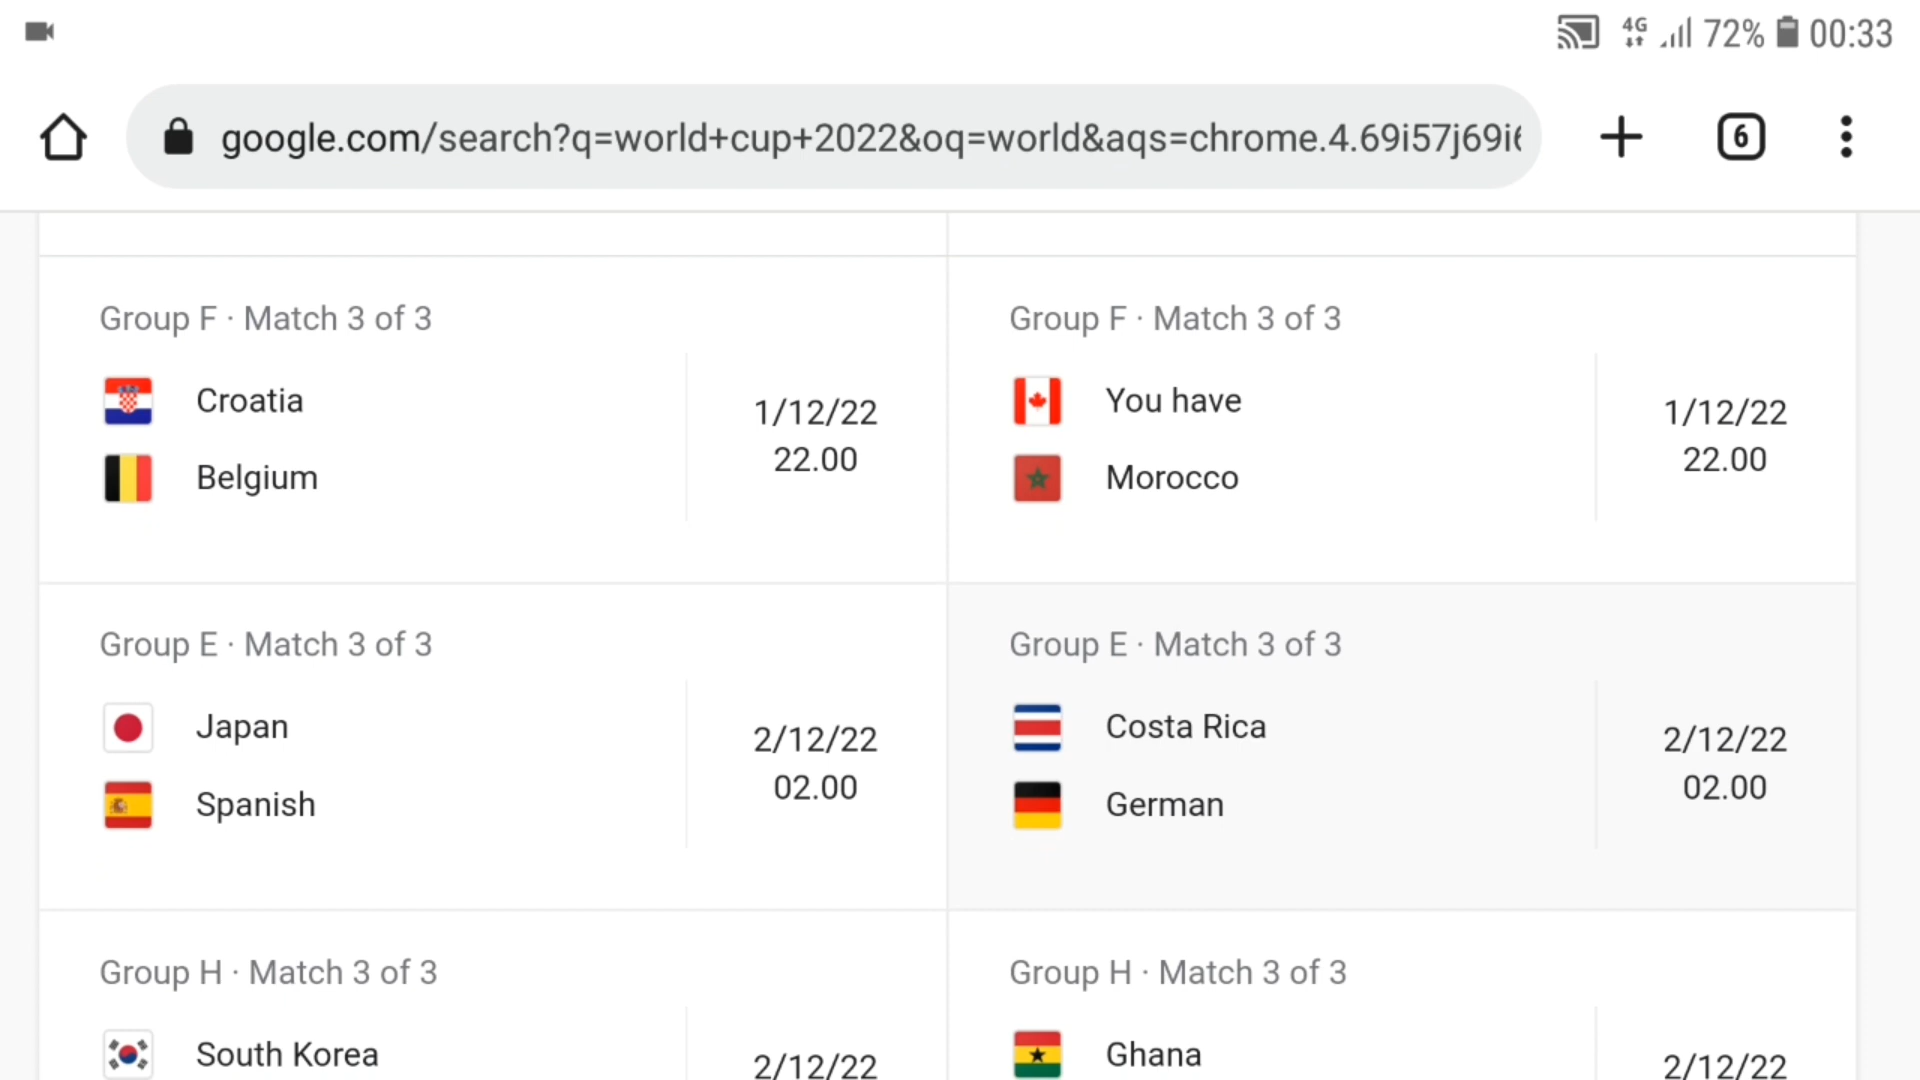 4G 72% 00:33
google.com/search?q=world+cup+2022&oq=world&aqs=chrome.4.69i57j69i6
6
Group F · Match 3 of 3
Croatia
Belgium
1/12/22
22.00
Group F · Match 3 of 3
You have
Morocco
1/12/22
22.00
Group E · Match 3 of 3
Japan
Spanish
2/12/22
02.00
Group E · Match 3 of 3
Costa Rica
German
2/12/22
02.00
Group H · Match 3 of 3
South Korea
2/12/22
Group H · Match 3 of 3
Ghana
2/12/22